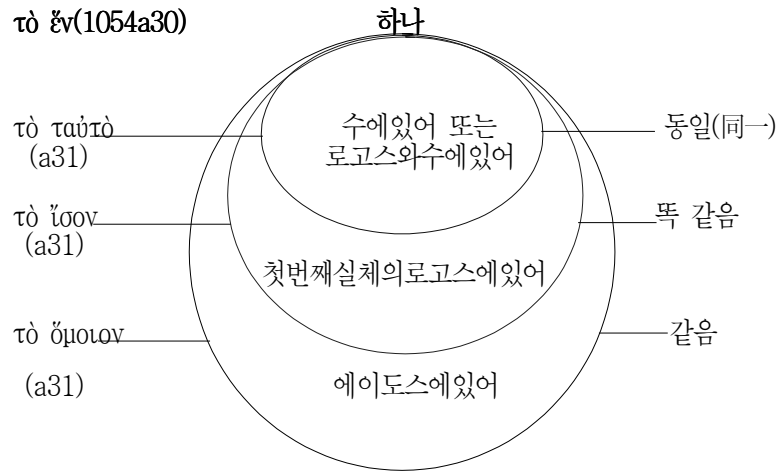 τὸ ἕν(1054a30)
하나
τὸ ταὐτὸ
(a31)
수에있어 또는
로고스와수에있어
동일(同一)
τὸ ἴσον
(a31)
똑 같음
첫번째실체의로고스에있어
τὸ ὅμοιον
(a31)
같음
에이도스에있어